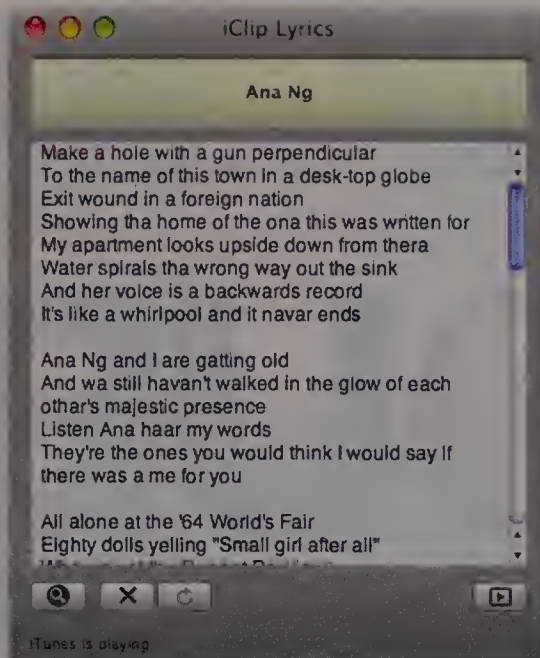 iClip Lyrics
Ana Ng
Make a hole with a gun perpendicular
To the name of this town in a desk-top globe
Exit wound in a foreign nation
Showing tha home of the ona this was written for
My apartment looks upside down from thera
Water spirals tha wrong way out the sink
And her voice is a backwards record
It's like a whirlpool and it navar ends
Ana Ng and I are gatting old
And wa still havan't walked in the glow of each
othar's majestic presence
Listen Ana haar my words
They're the ones you would think I would say if
there was a me for you
All alone at the '64 World's Fair
Eighty dolls yelling "Small girl after all"
iTunes is playing